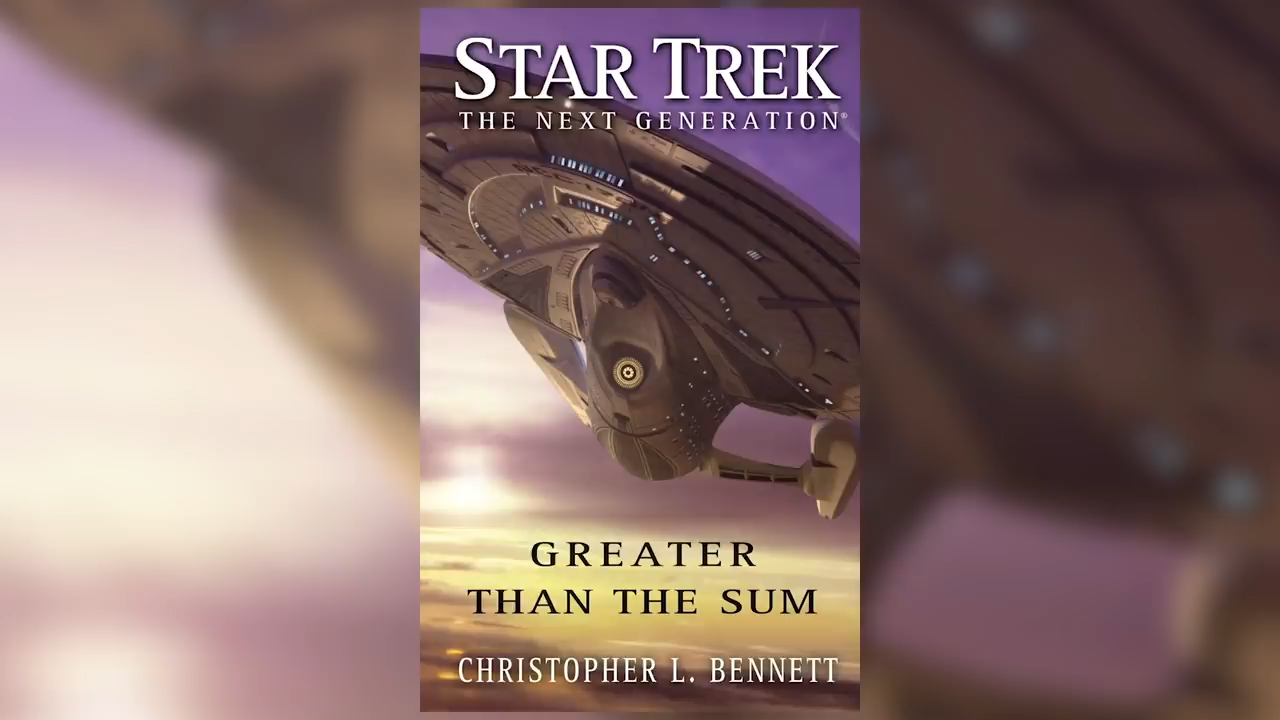 STAR TREK
THE NEXT GENERATION®
GREATER
THAN THE SUM
CHRISTOPHER L. BENNETT